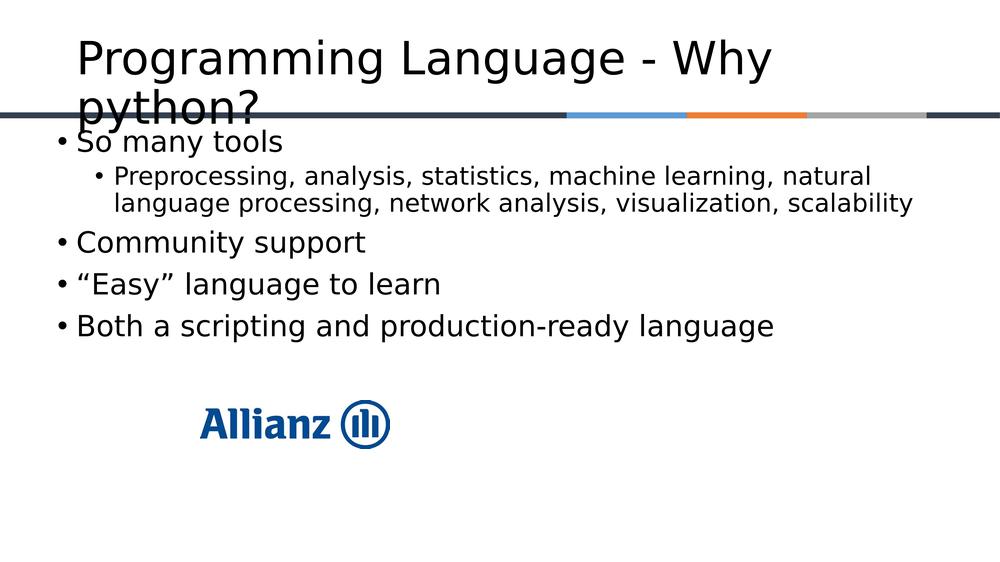 Programming Language - Why
python?
• So many tools
• Preprocessing, analysis, statistics, machine learning, natural
language processing, network analysis, visualization, scalability
• Community support
• “Easy” language to learn
• Both a scripting and production-ready language
Allianz